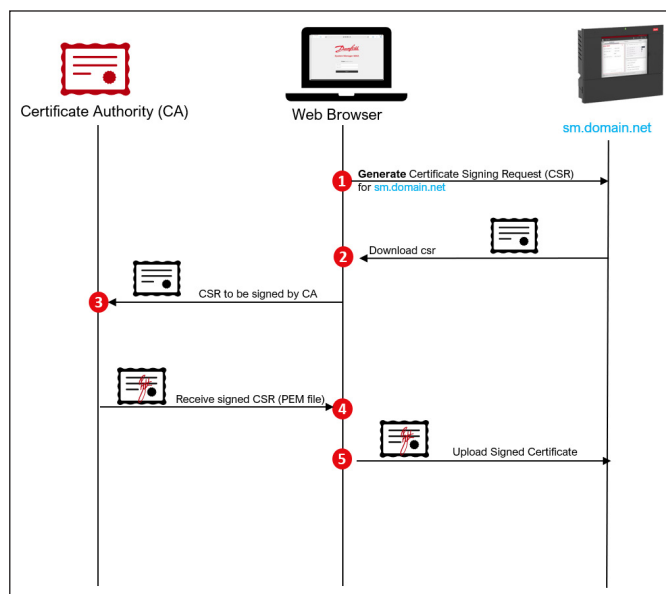 Danfoss
Certificate Authority (CA)
Web Browser
sm.domain.net
1
Generate Certificate Signing Request (CSR)
for sm.domain.net
2
Download csr
3
CSR to be signed by CA
Receive signed CSR (PEM file)
4
5
Upload Signed Certificate